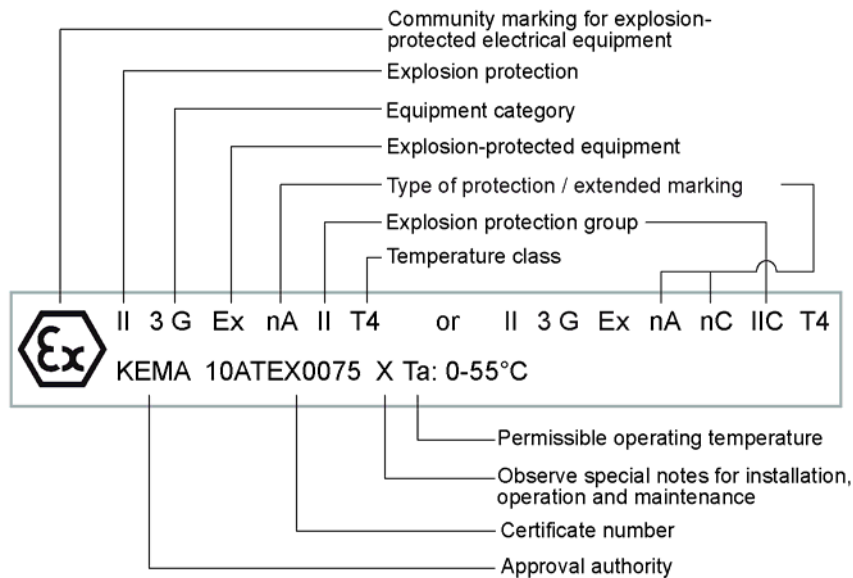 Community marking for explosion-
protected electrical equipment
Explosion protection
Equipment category
Explosion-protected equipment
Type of protection / extended marking
Explosion protection group
Temperature class
Ex II 3 G Ex nA II T4 or II 3 G Ex nA nC IIC T4
KEMA 10ATEX0075 X Ta: 0-55°C
Permissible operating temperature
Observe special notes for installation,
operation and maintenance
Certificate number
Approval authority